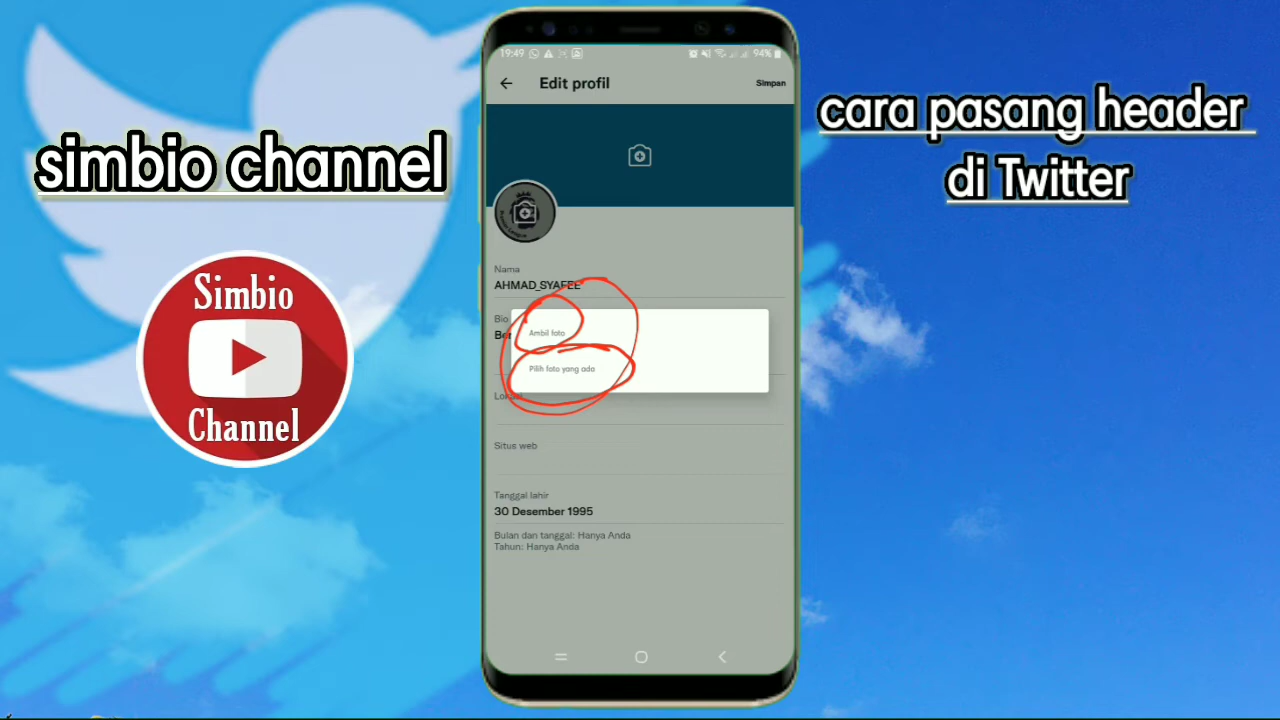 simbio channel
Simbio
Channel
19:49
94%
Edit profil
Simpan
Nama
AHMAD_SYAFEE
Bio
Ambil foto
Pilih foto yang ada
Situs web
Tanggal lahir
30 Desember 1995
Bulan dan tanggal: Hanya Anda
Tahun: Hanya Anda
cara pasang header
di Twitter